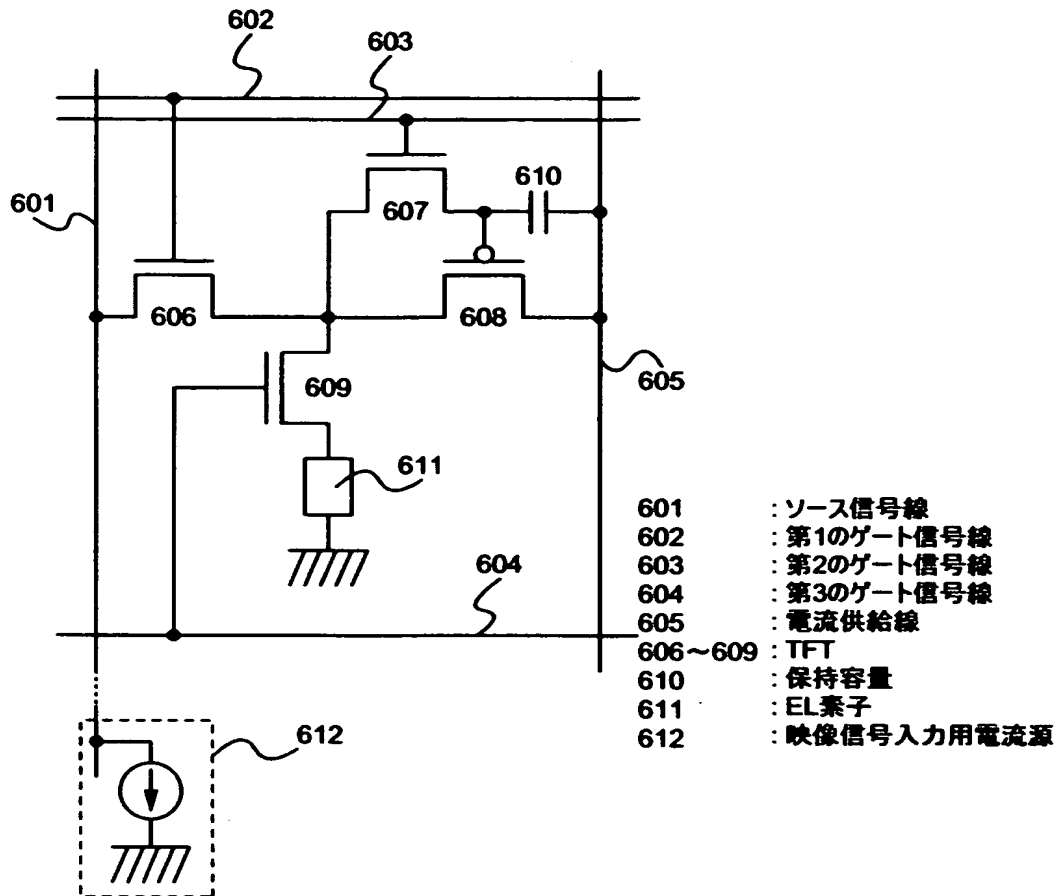 602
603
610
601
607
606
608
605
609
611
604
601 : ソース信号線
602 : 第1のゲート信号線
603 : 第2のゲート信号線
604 : 第3のゲート信号線
605 : 電流供給線
606～609 : TFT
610 : 保持容量
611 : EL素子
612 : 映像信号入力用電流源
612